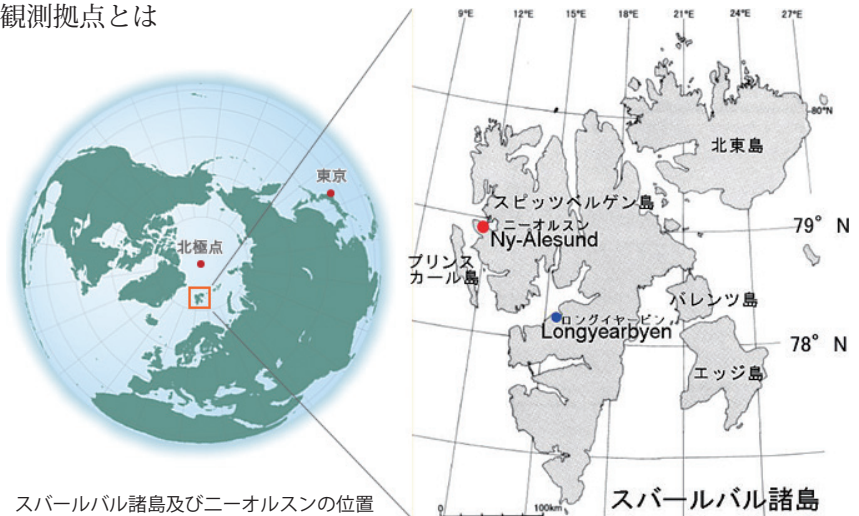 観測拠点とは
9°E 12°E 15°E 18°E 21°E 24°E 27°E
80°N
北東島
東京
スピッツベルゲン島
北極点
ニーオルスン
Ny-Alesund
79° N
プリンス
カール島
バレンツ島
ロングイヤービン
Longyearbyen
78° N
エッジ島
スバールバル諸島
0 100km
スバールバル諸島及びニーオルスンの位置